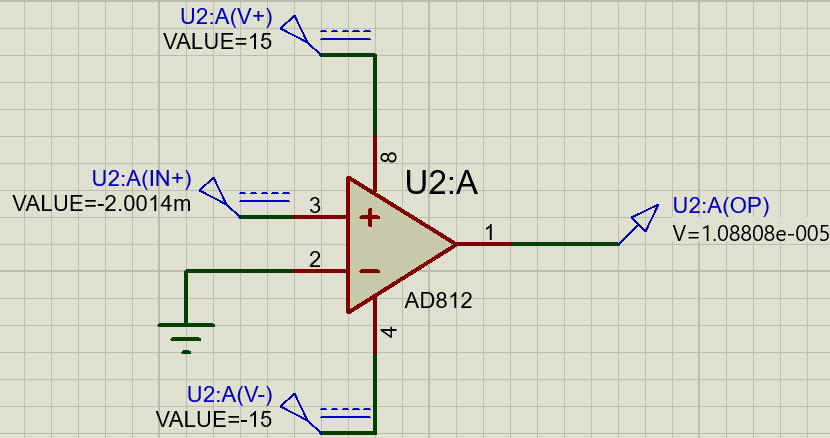 U2:A(V+)
VALUE=15
8
U2:A
U2:A(IN+)
VALUE=-2.0014m
3
+
2
−
1
U2:A(OP)
V=1.08808e-005
AD812
4
U2:A(V-)
VALUE=-15